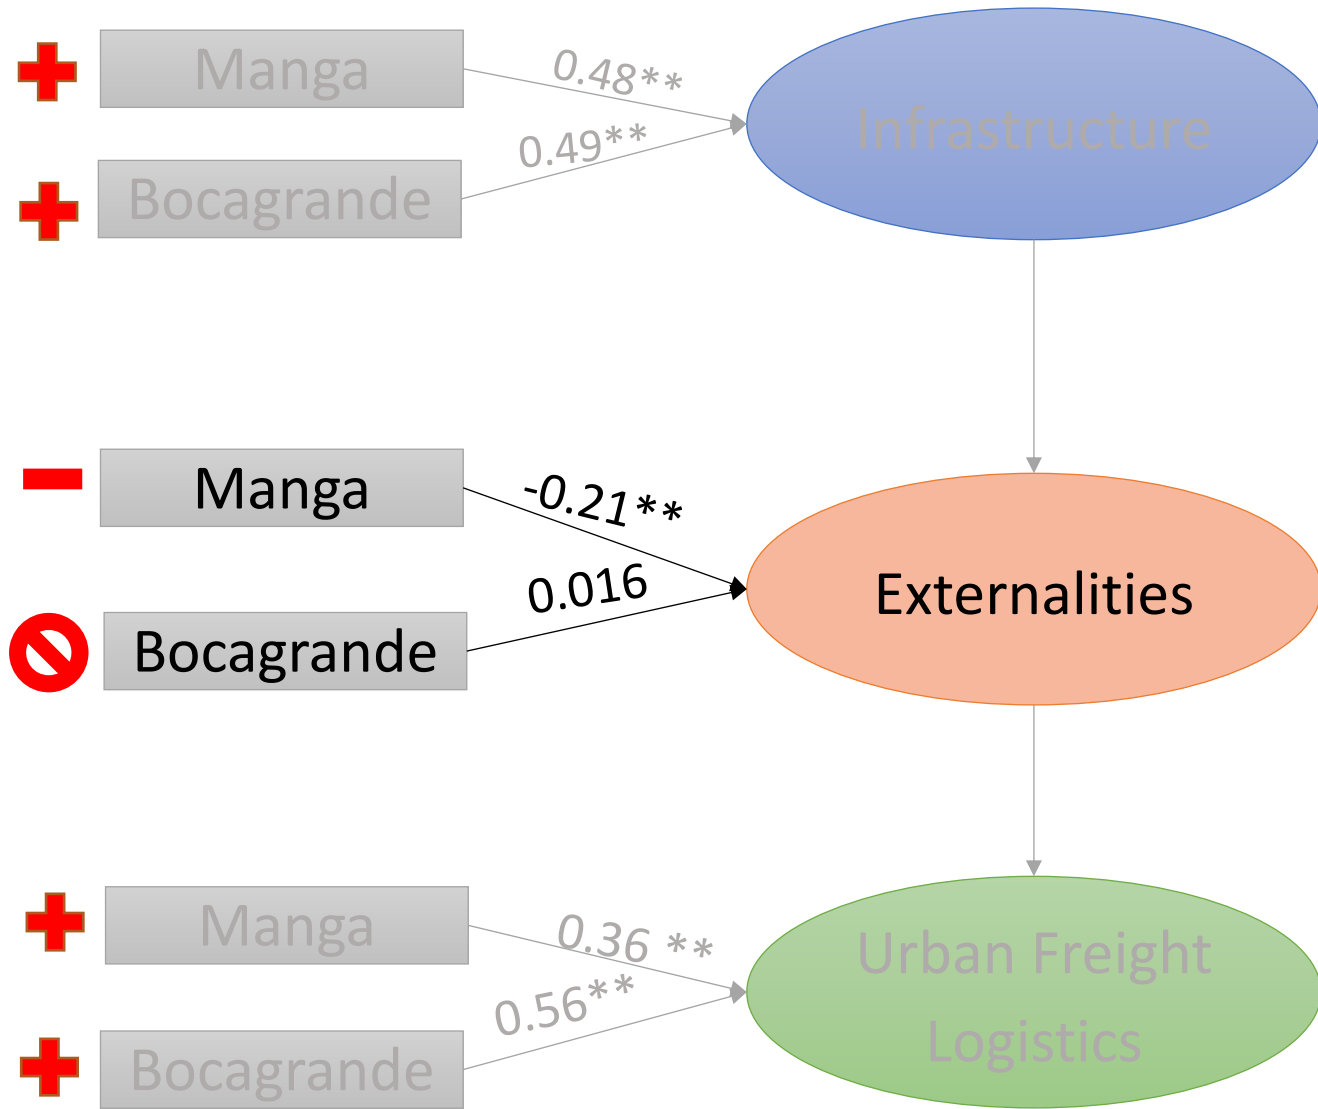 Manga
0.48**
Infrastructure
0.49**
Bocagrande
Manga
-0.21**
0.016
Externalities
Bocagrande
Manga
0.36 **
Urban Freight
Logistics
0.56**
Bocagrande